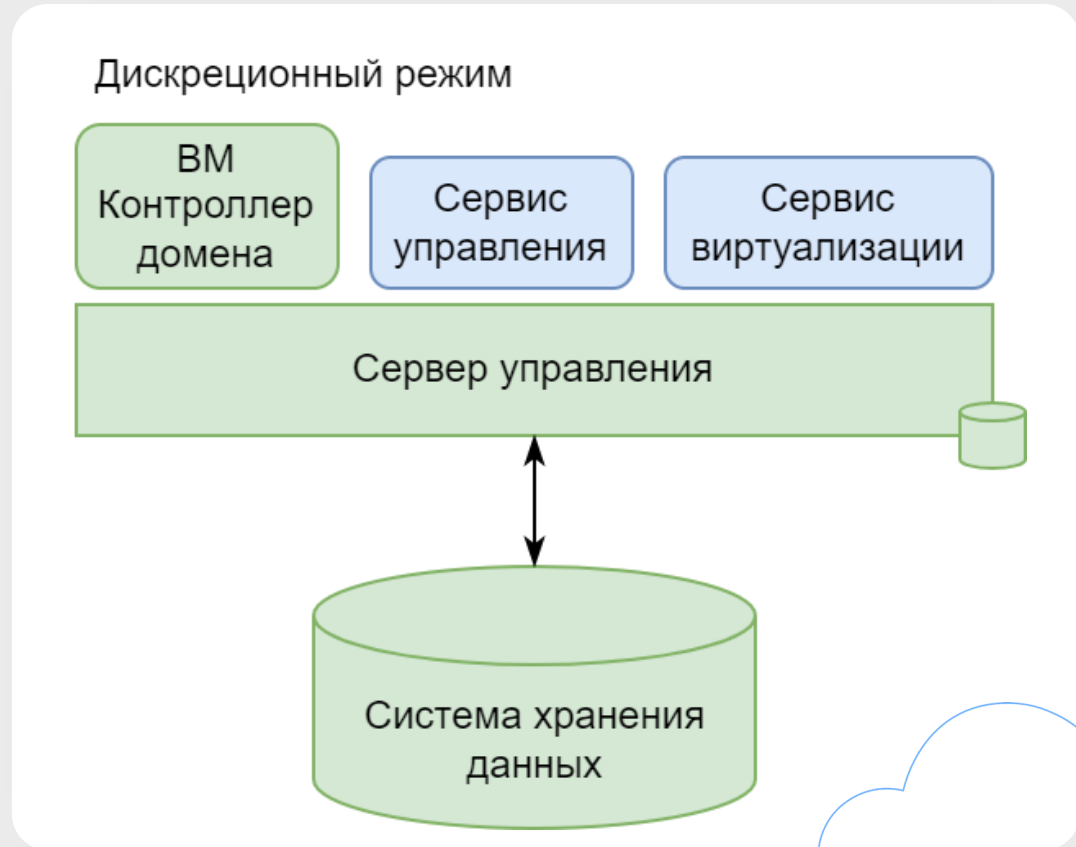 Дискреционный режим
ВМ
Контроллер
домена
Сервис
управления
Сервис
виртуализации
Сервер управления
Система хранения
данных